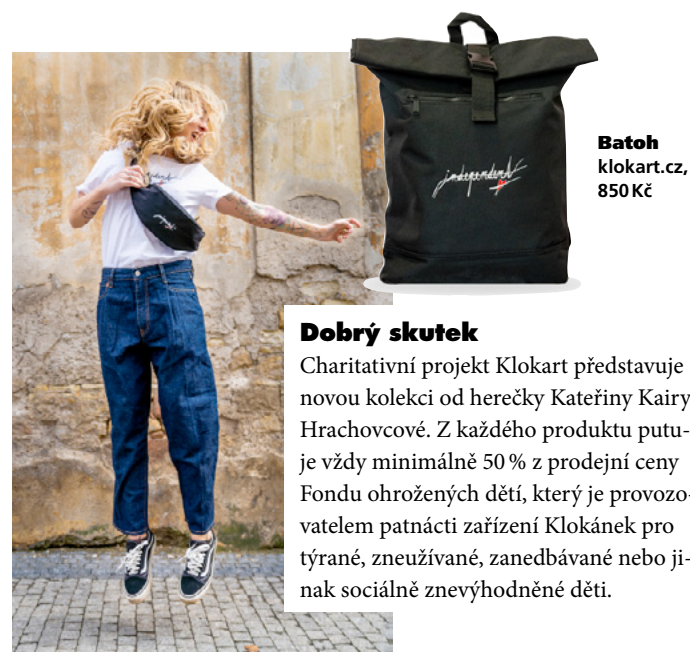 independent
independent
Batoh
klokart.cz,
850 Kč
Dobrý skutek
Charitativní projekt Klokart představuje
novou kolekci od herečky Kateřiny Kairy
Hrachovcové. Z každého produktu putu-
je vždy minimálně 50 % z prodejní ceny
Fondu ohrožených dětí, který je provozo-
vatelem patnácti zařízení Klokánek pro
týrané, zneužívané, zanedbávané nebo ji-
nak sociálně znevýhodněné děti.